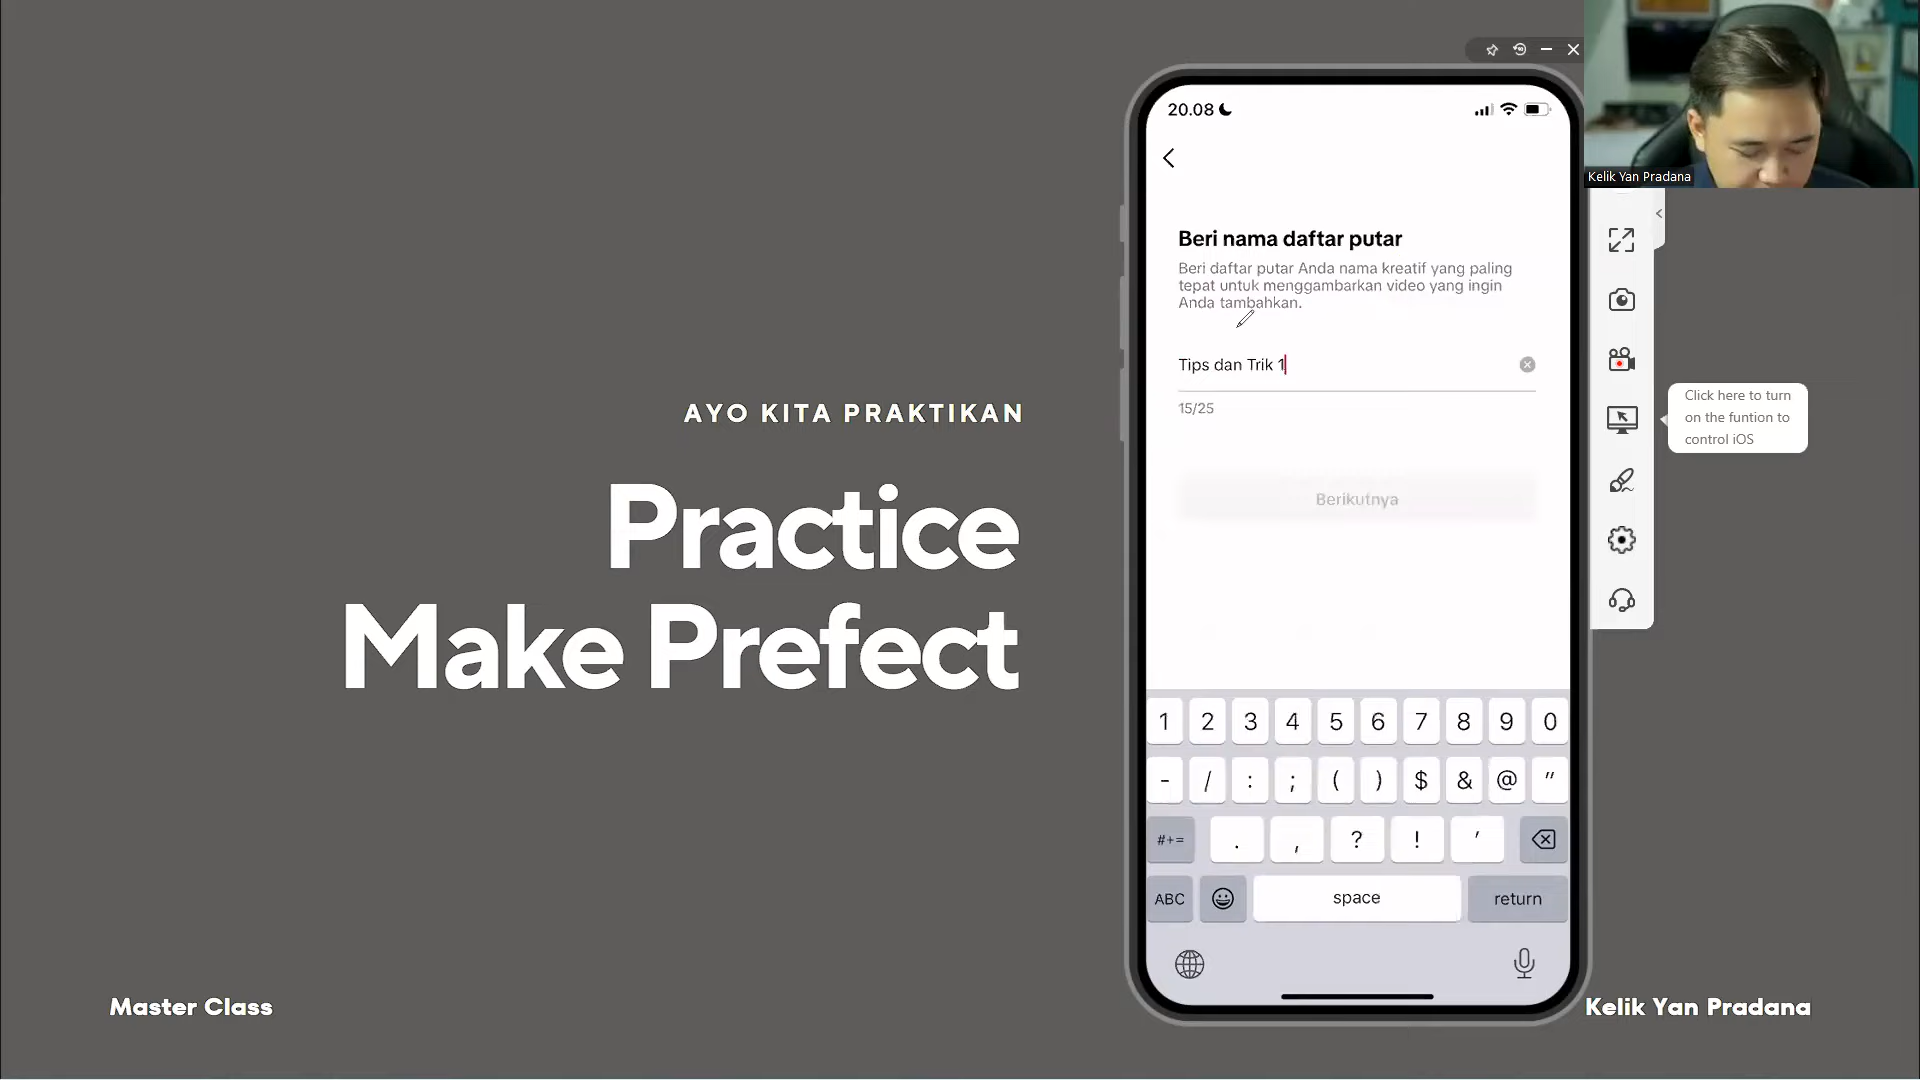 AYO KITA PRAKTIKAN
Practice
Make Prefect
Master Class
Kelik Yan Pradana
20.08
Beri nama daftar putar
Beri daftar putar Anda nama kreatif yang paling
tepat untuk menggambarkan video yang ingin
Anda tambahkan.
Tips dan Trik 1
15/25
Berikutnya
1 2 3 4 5 6 7 8 9 0
- / : ; ( ) $ & @ "
#+= . , ? ! '
ABC space return
Kelik Yan Pradana
90
Click here to turn
on the funtion to
control iOS